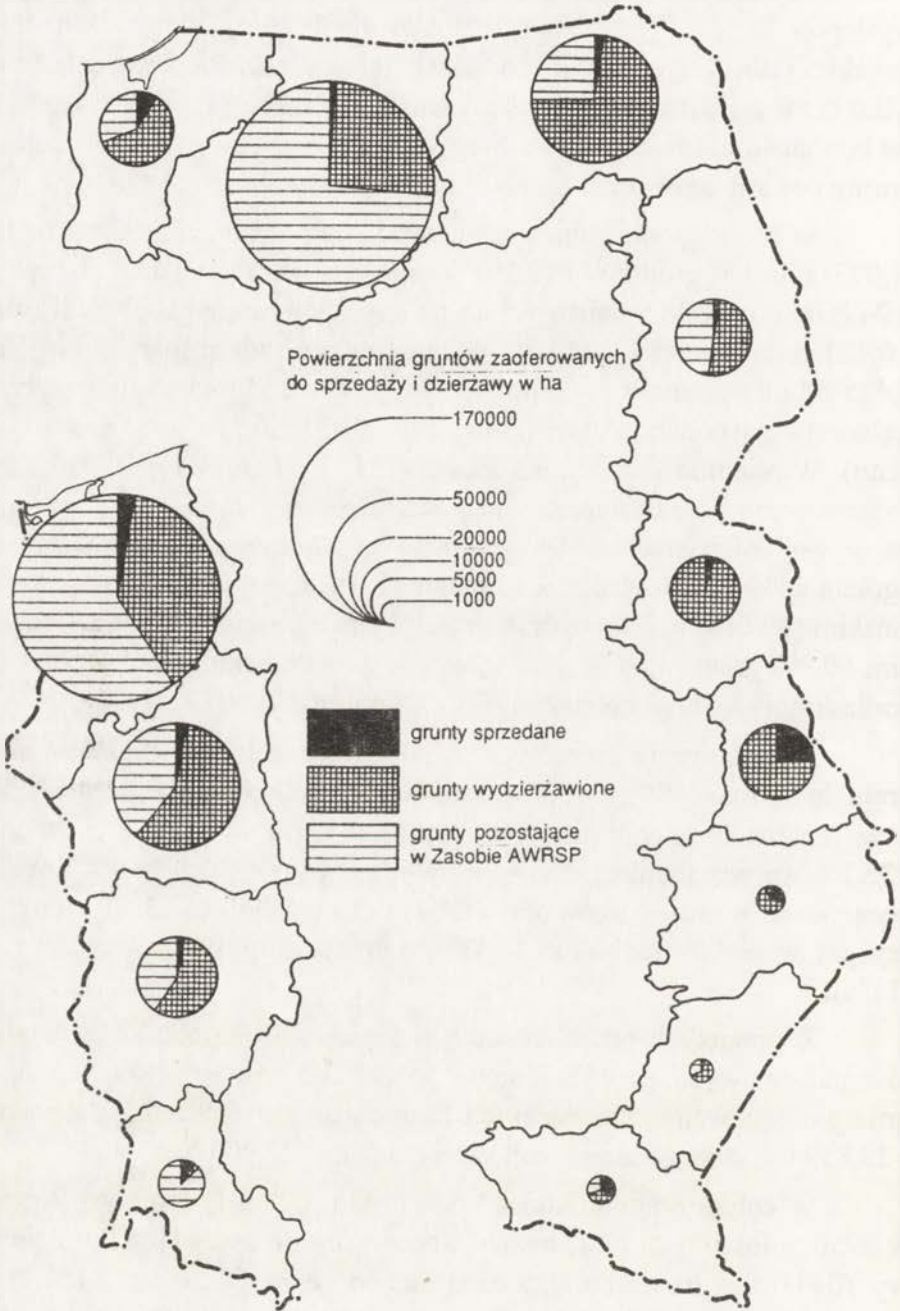 Powierzchnia gruntów zaoferowanych
do sprzedaży i dzierżawy w ha
170000
50000
20000
10000
5000
1000
grunty sprzedane
grunty wydzierżawione
grunty pozostające
w Zasobie AWRSP